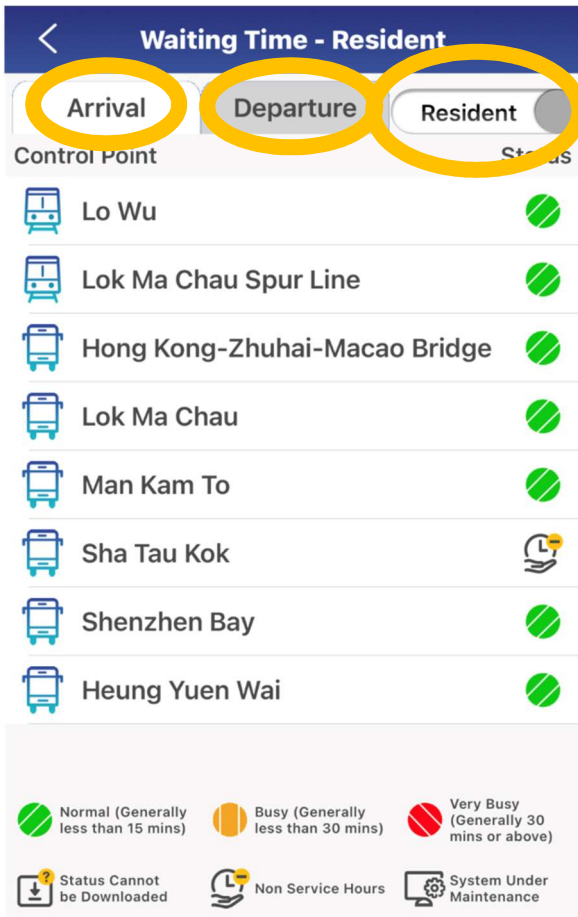 Waiting Time - Resident
Arrival Departure Resident
Control Point Status
Lo Wu
Lok Ma Chau Spur Line
Hong Kong-Zhuhai-Macao Bridge
Lok Ma Chau
Man Kam To
Sha Tau Kok
Shenzhen Bay
Heung Yuen Wai
Normal (Generally
less than 15 mins)
Busy (Generally
less than 30 mins)
Very Busy
(Generally 30
mins or above)
Status Cannot
be Downloaded
Non Service Hours
System Under
Maintenance